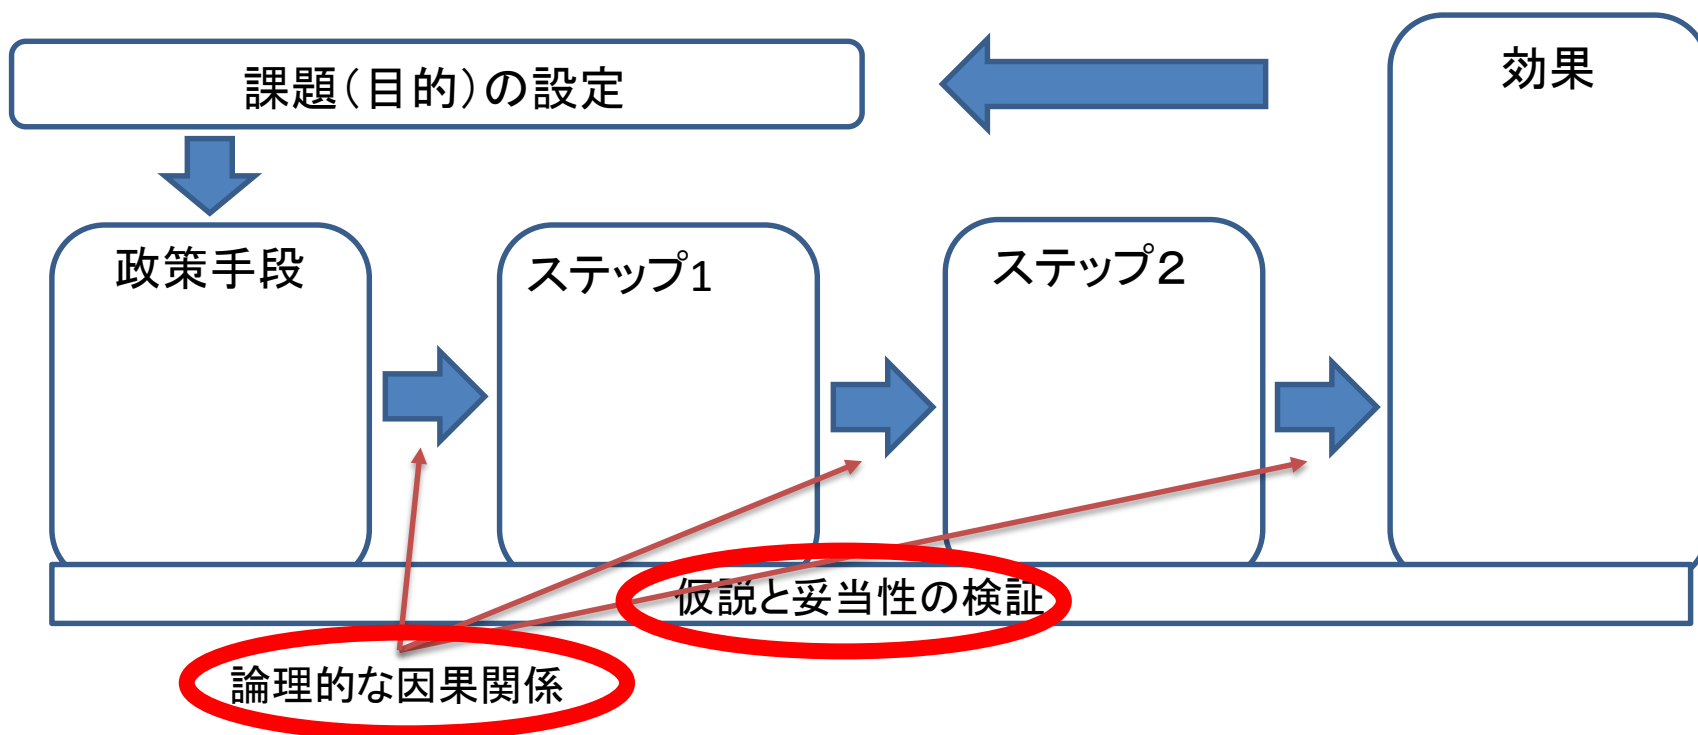 課題(目的)の設定
効果
政策手段
ステップ1
ステップ2
仮説と妥当性の検証
論理的な因果関係